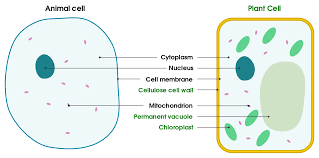 Animal cell
Plant Cell
Cytoplasm
Nucleus
Cell membrane
Cellulose cell wall
Mitochondrion
Permanent vacuole
Chloroplast